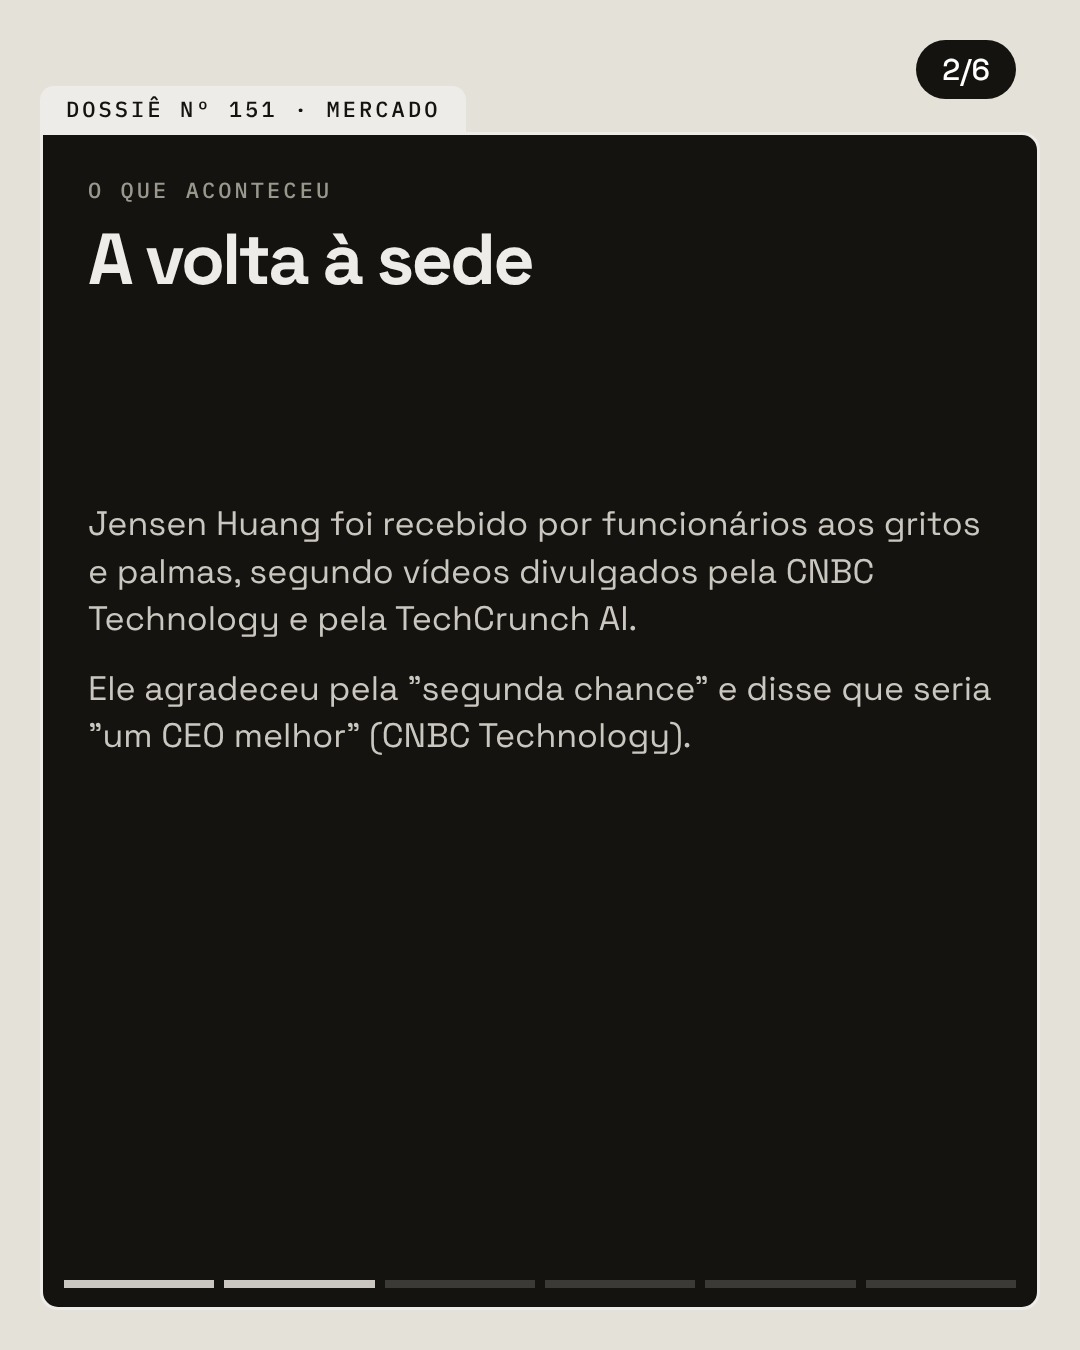 2/6
DOSSIÊ Nº 151 · MERCADO
O QUE ACONTECEU
A volta à sede
Jensen Huang foi recebido por funcionários aos gritos
e palmas, segundo vídeos divulgados pela CNBC
Technology e pela TechCrunch AI.
Ele agradeceu pela ”segunda chance” e disse que seria
”um CEO melhor” (CNBC Technology).